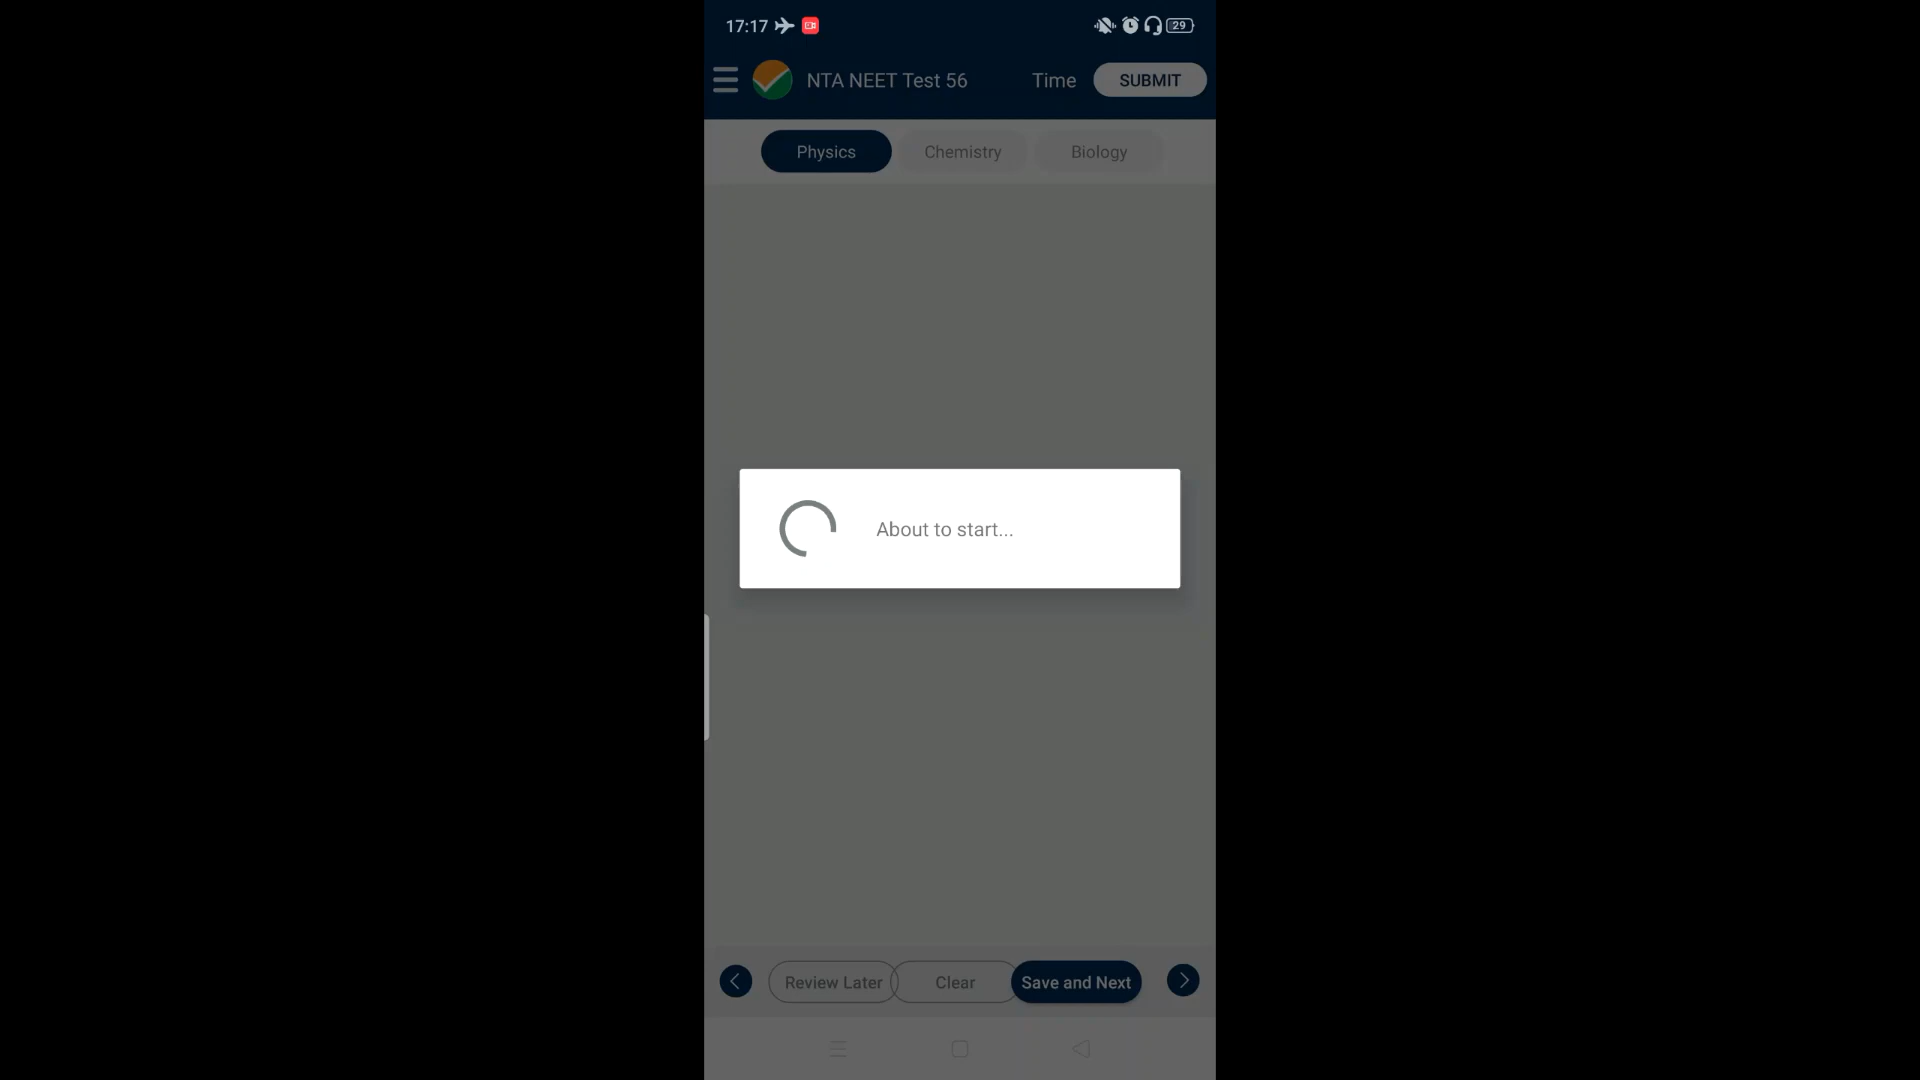 17:17 29
NTA NEET Test 56 Time SUBMIT
Physics Chemistry Biology
About to start...
Review Later Clear Save and Next